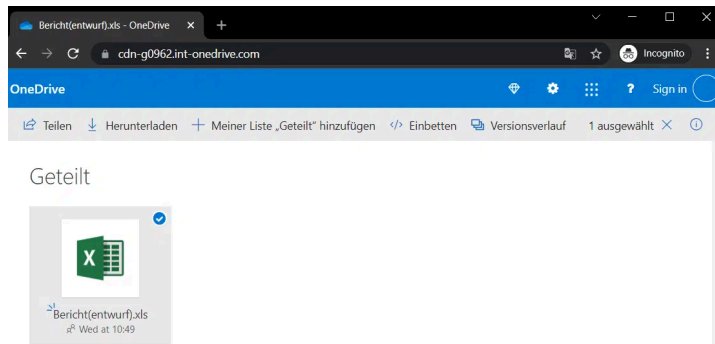 Bericht(entwurf).xls - OneDrive
cdn-g0962.int-onedrive.com
Incognito
OneDrive
? Sign in
Teilen Herunterladen Meiner Liste „Geteilt“ hinzufügen Einbetten Versionsverlauf 1 ausgewählt
Geteilt
X
Bericht(entwurf).xls
Wed at 10:49